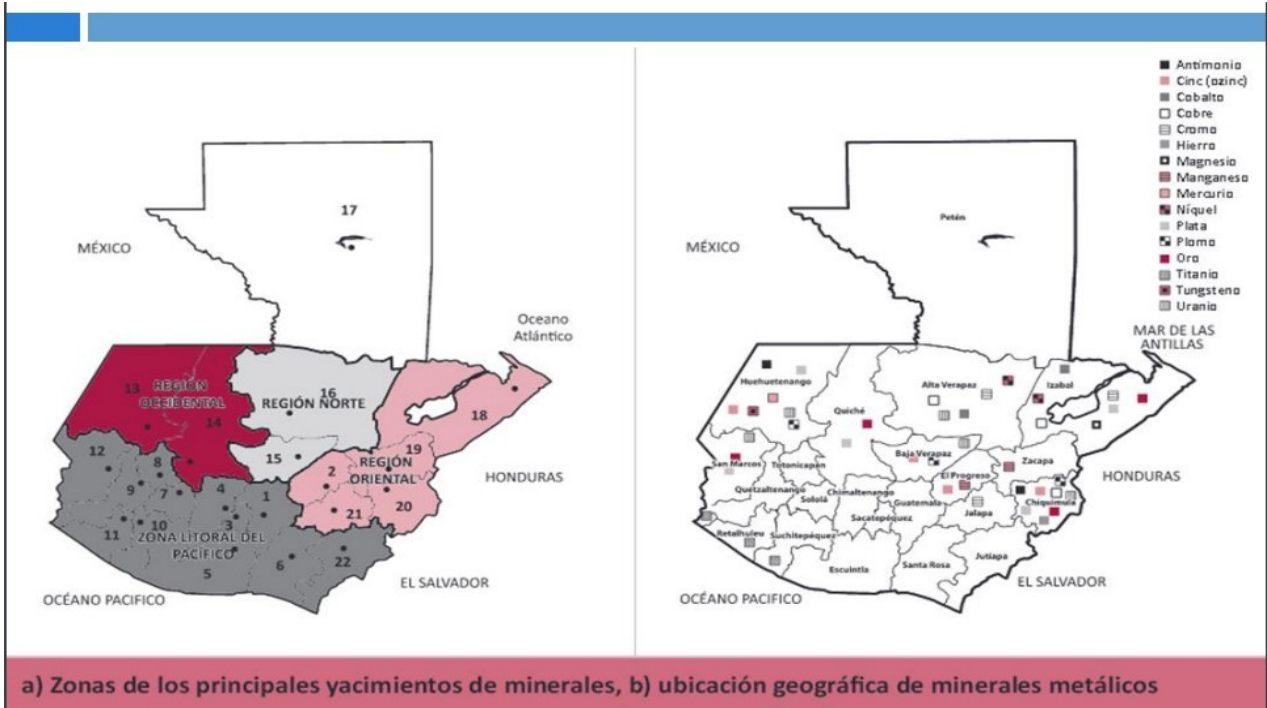 MÉXICO
17
Oceano
Atlántico
13
REGIÓN
OCCIDENTAL
14
16
REGIÓN NORTE
15
18
19
REGIÓN
ORIENTAL
HONDURAS
2
20
21
12
8
9
7
4
1
3
11
10
ZONA LITORAL DEL
PACÍFICO
5
6
22
EL SALVADOR
OCÉANO PACIFICO
Antimonio
Cinc (ozinc)
Cobalto
Cobre
Cromo
Hierro
Magnesio
Manganeso
Mercurio
Níquel
Plata
Plomo
Oro
Titanio
Tungsteno
Uranio
MÉXICO
Petén
MAR DE LAS
ANTILLAS
Huehuetenango
Quiché
Alta Verapaz
Izabal
San Marcos
Totonicapán
Baja Verapaz
El Progreso
Zacapa
HONDURAS
Quetzaltenango
Sololá
Chimaltenango
Guatemala
Sacatepéquez
Jalapa
Chiquimula
Retalhuleu
Suchitepéquez
Escuintla
Santa Rosa
Jutiapa
EL SALVADOR
OCÉANO PACIFICO
a) Zonas de los principales yacimientos de minerales, b) ubicación geográfica de minerales metálicos